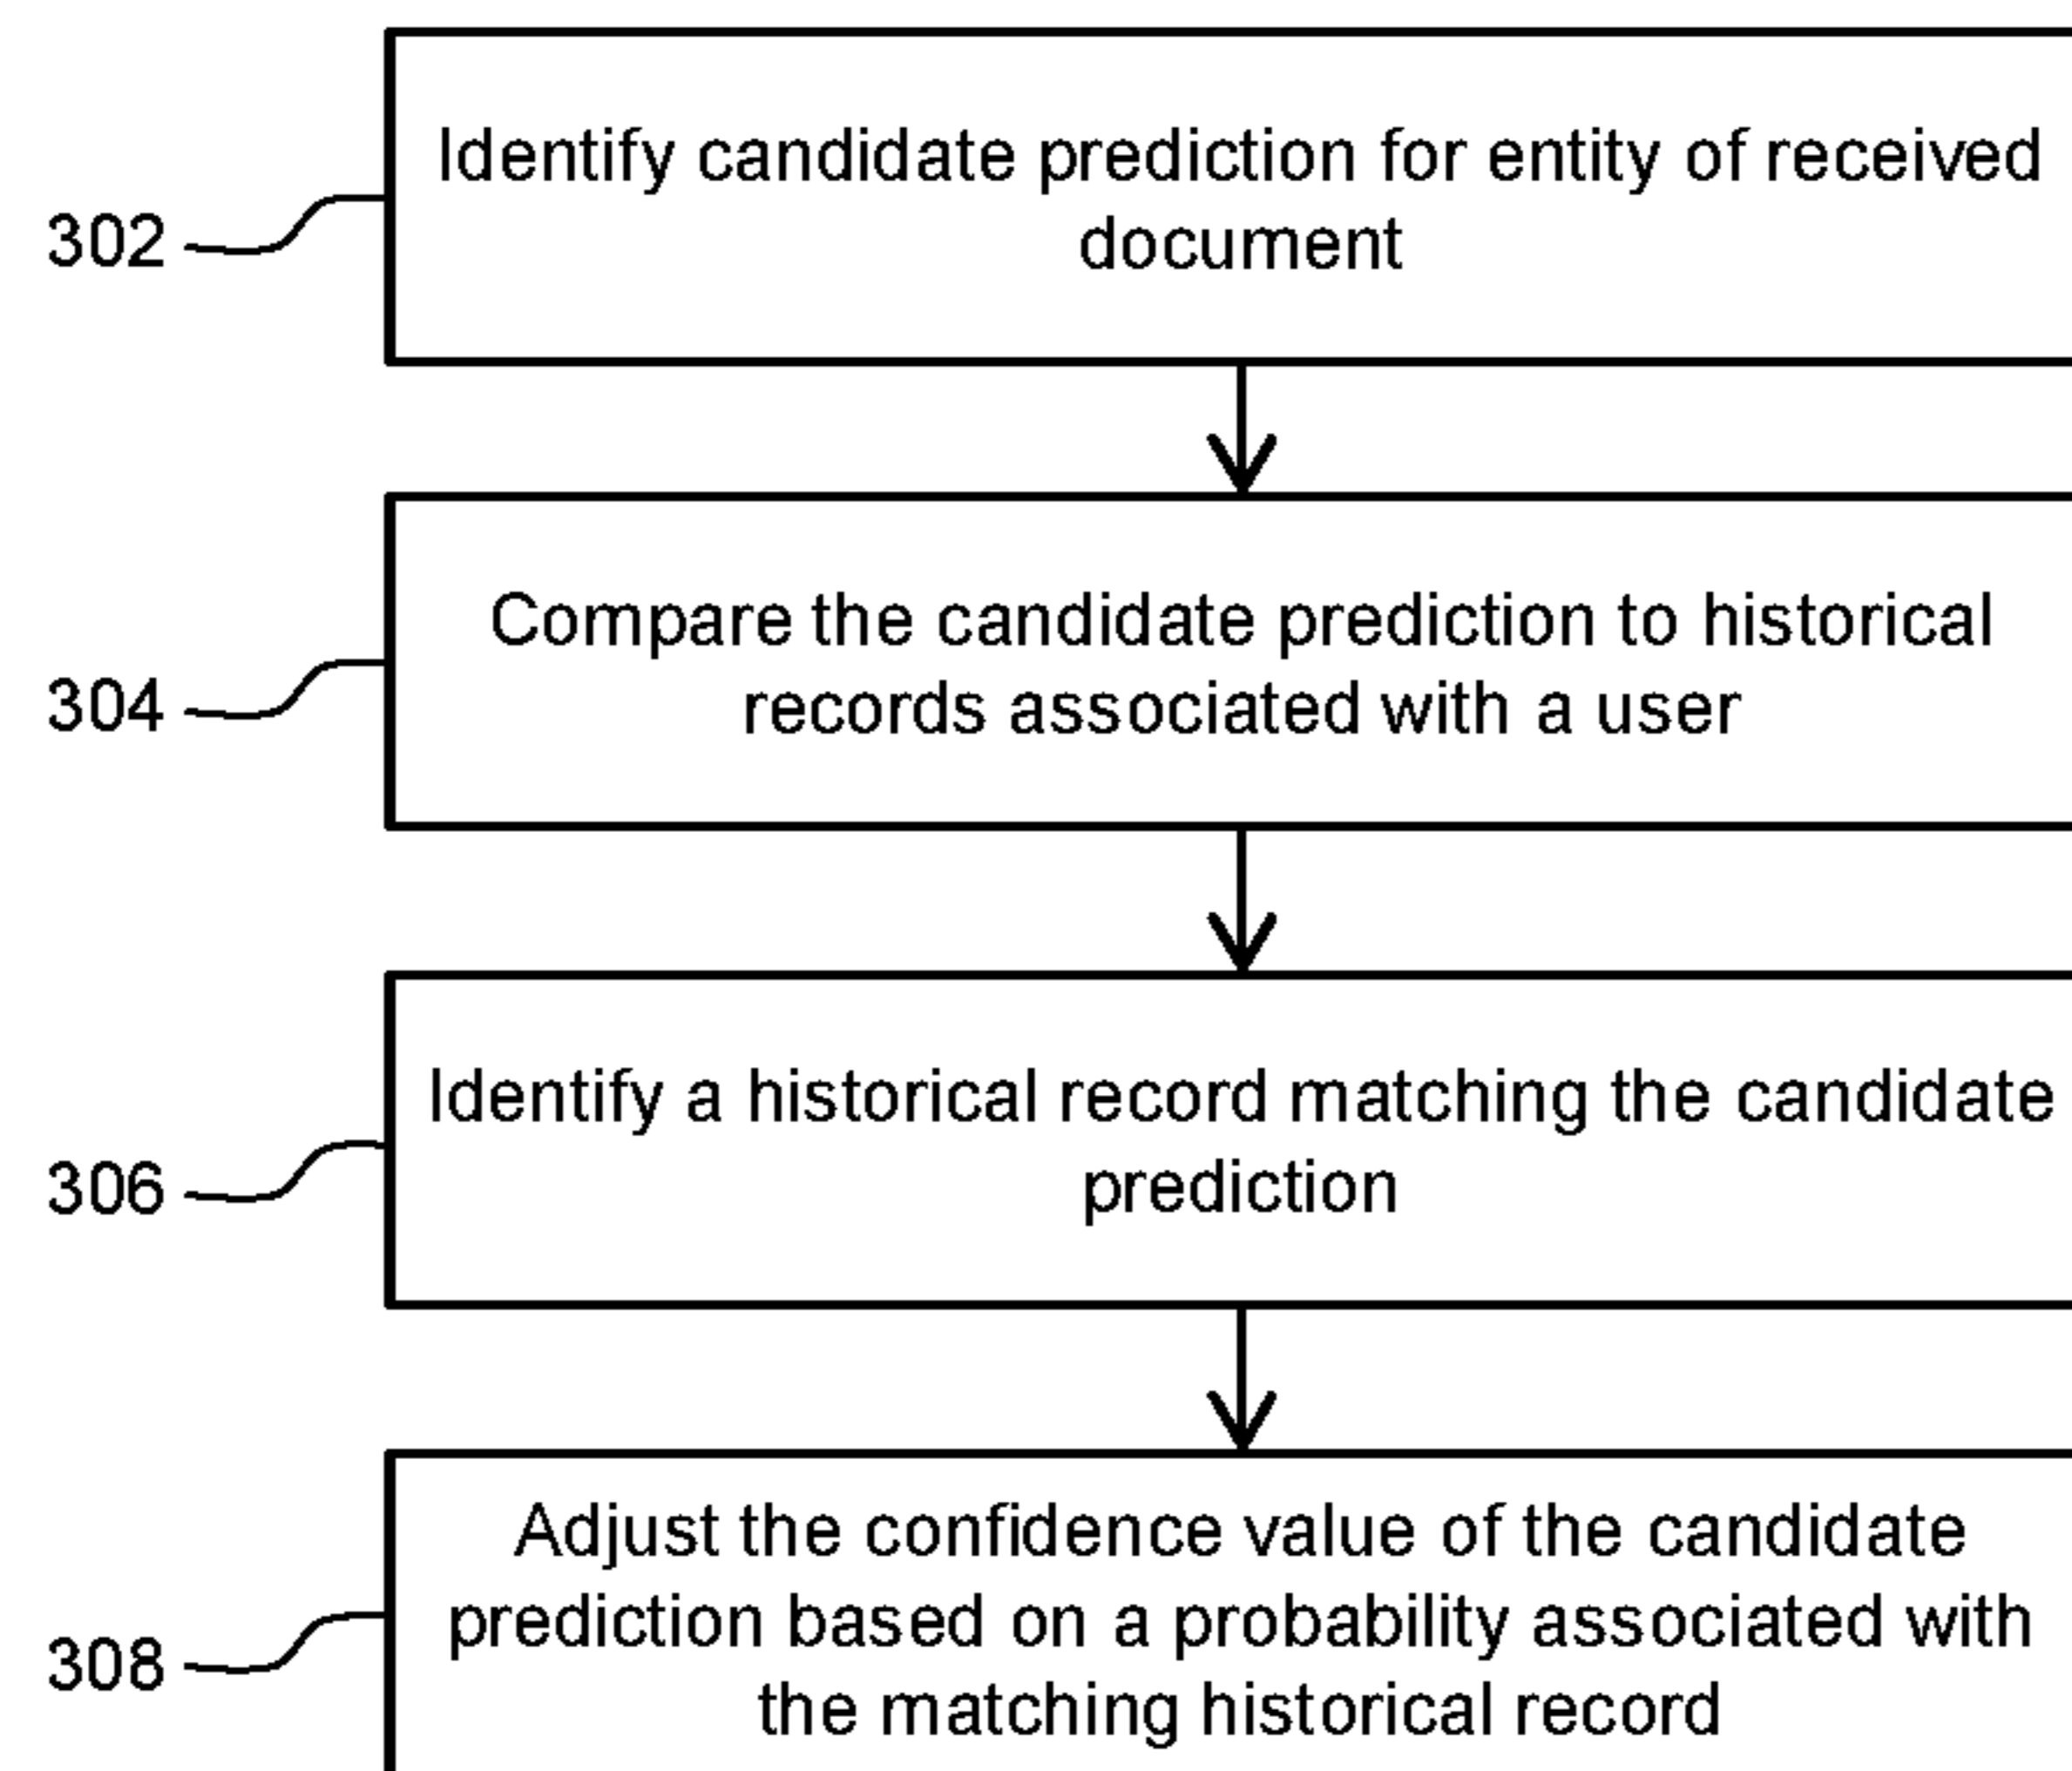 Identify candidate prediction for entity of received
document
302
Compare the candidate prediction to historical
records associated with a user
304
Identify a historical record matching the candidate
prediction
306
Adjust the confidence value of the candidate
prediction based on a probability associated with
the matching historical record
308